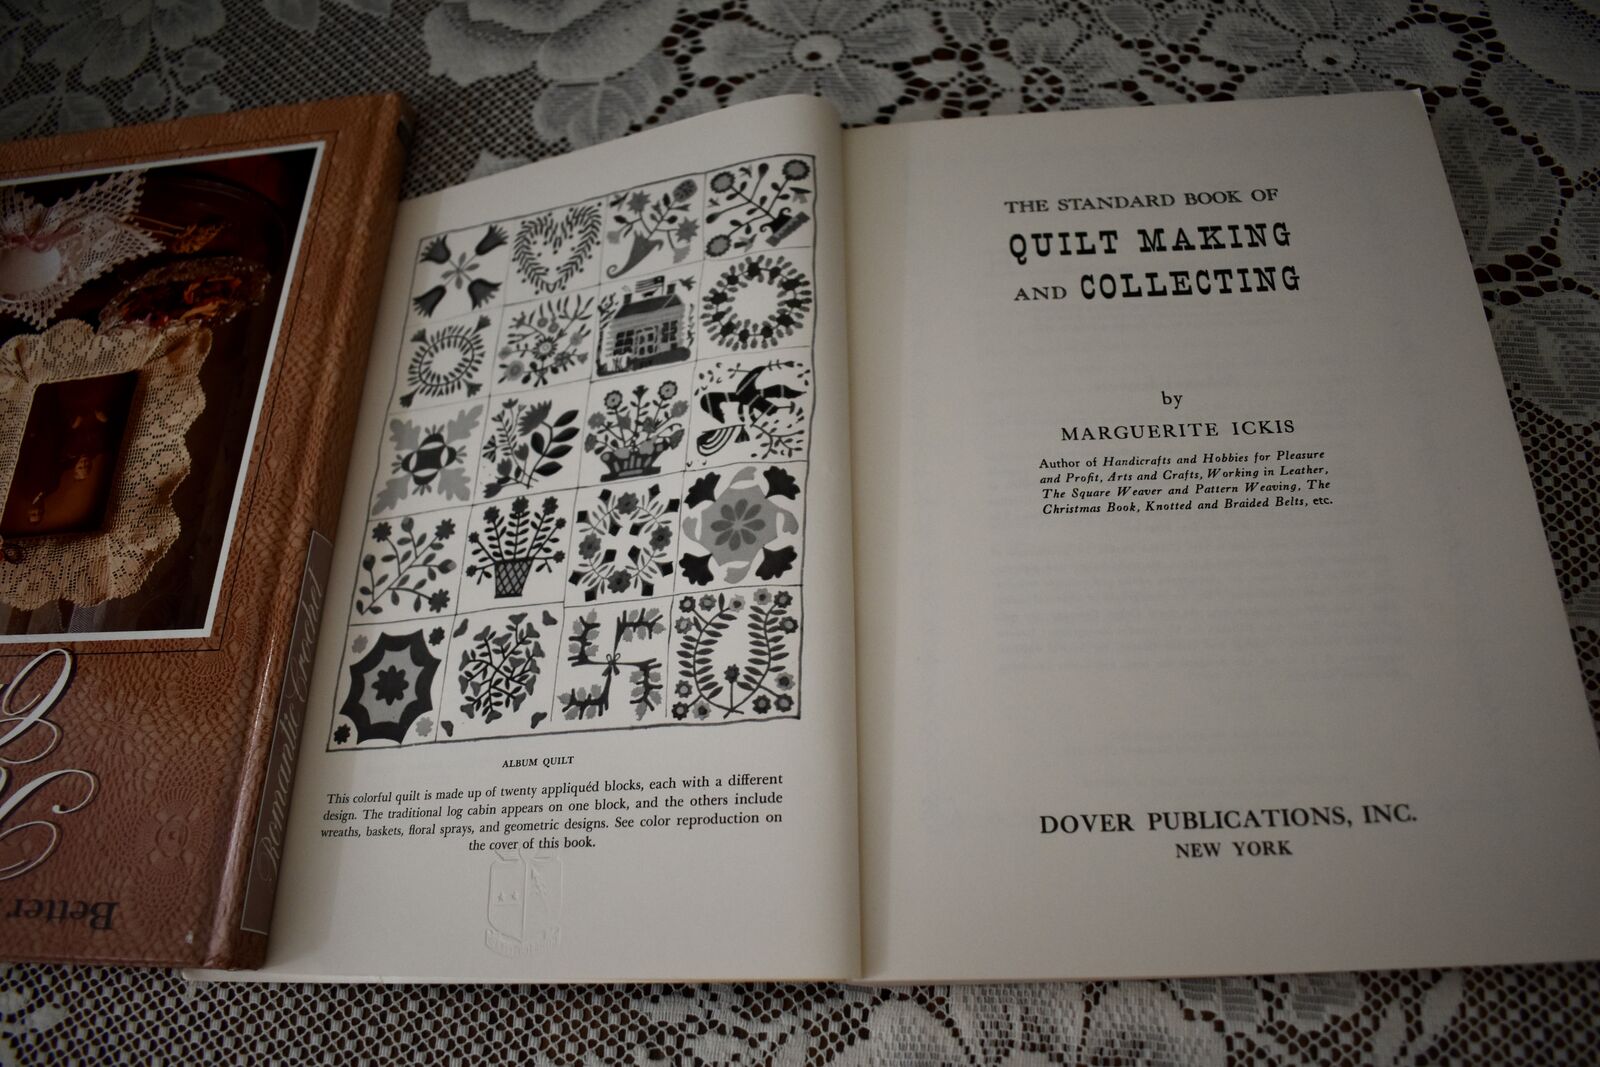 Romantic Crochet
Better
ALBUM QUILT
This colorful quilt is made up of twenty appliquéd blocks, each with a different
design. The traditional log cabin appears on one block, and the others include
wreaths, baskets, floral sprays, and geometric designs. See color reproduction on
the cover of this book.
THE STANDARD BOOK OF
QUILT MAKING
AND COLLECTING
by
MARGUERITE ICKIS
Author of Handicrafts and Hobbies for Pleasure
and Profit, Arts and Crafts, Working in Leather,
The Square Weaver and Pattern Weaving, The
Christmas Book, Knotted and Braided Belts, etc.
DOVER PUBLICATIONS, INC.
NEW YORK